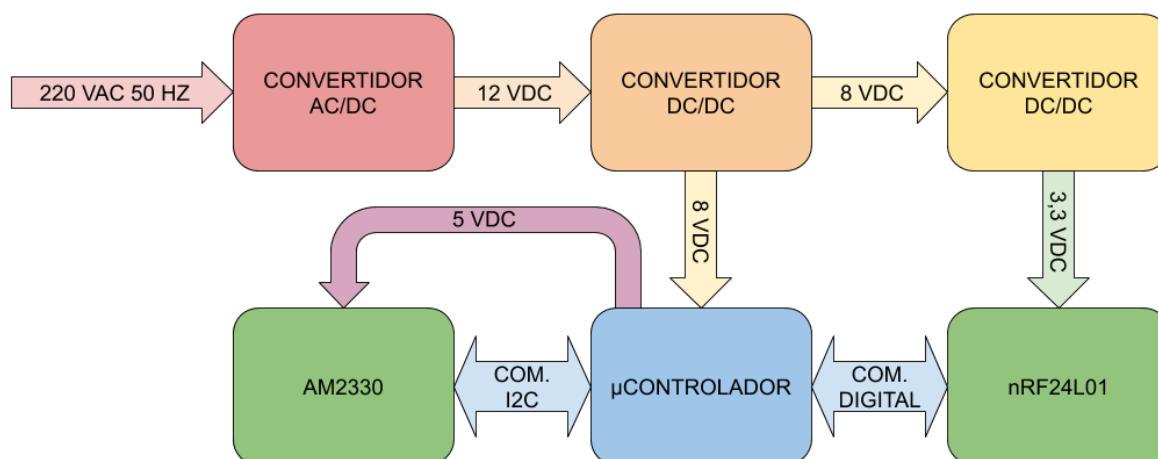 220 VAC 50 HZ
CONVERTIDOR
AC/DC
12 VDC
CONVERTIDOR
DC/DC
8 VDC
CONVERTIDOR
DC/DC
5 VDC
8 VDC
3,3 VDC
AM2330
COM.
I2C
µCONTROLADOR
COM.
DIGITAL
nRF24L01